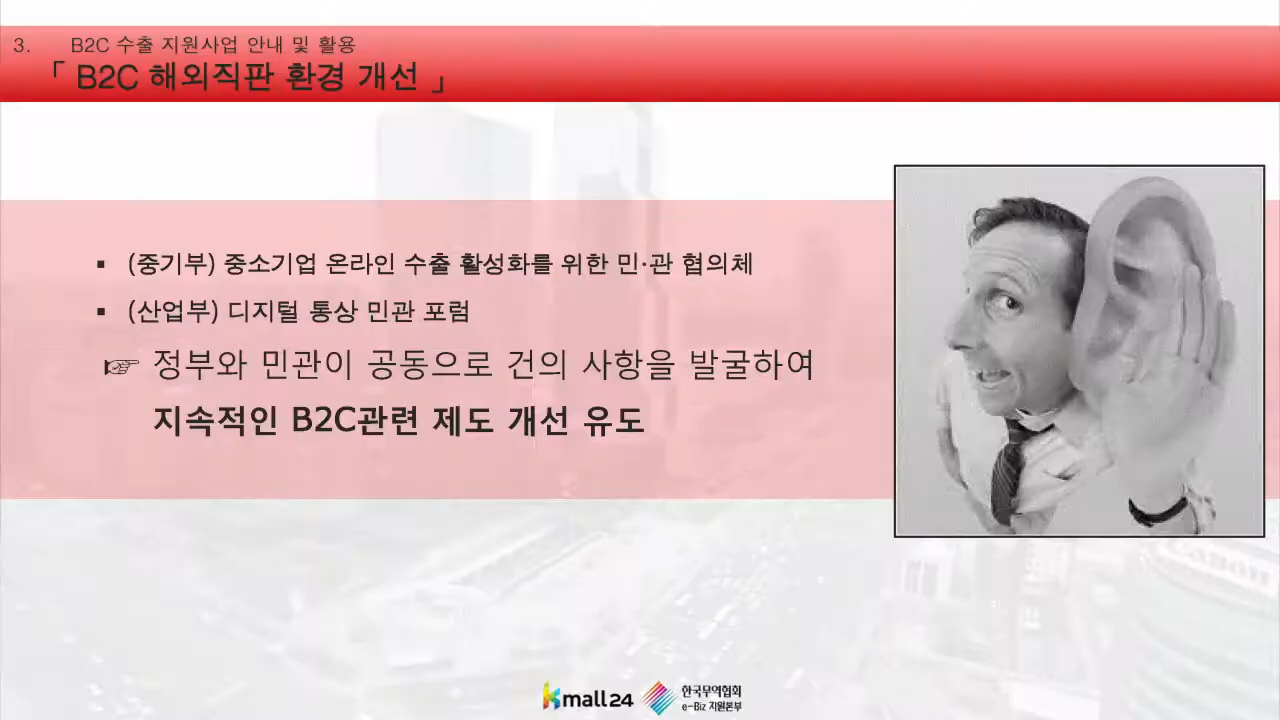 3. B2C 수출 지원사업 안내 및 활용
「 B2C 해외직판 환경 개선 」
▪ (중기부) 중소기업 온라인 수출 활성화를 위한 민·관 협의체
▪ (산업부) 디지털 통상 민관 포럼
☞ 정부와 민관이 공동으로 건의 사항을 발굴하여
지속적인 B2C관련 제도 개선 유도
Canon
Kmall24 한국무역협회
e-Biz 지원본부